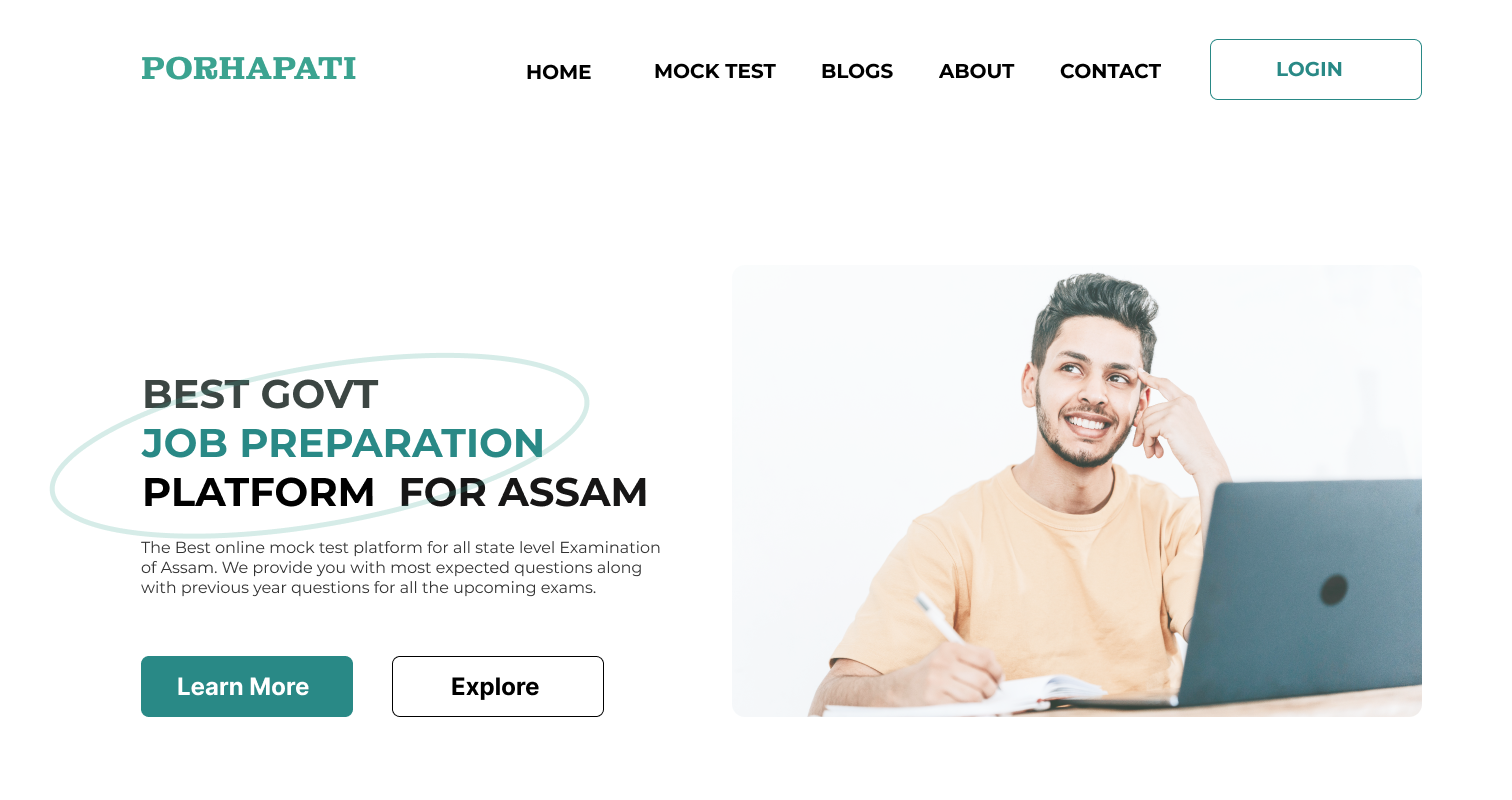 PORHAPATI
HOME
MOCK TEST
BLOGS
ABOUT
CONTACT
LOGIN
BEST GOVT
JOB PREPARATION
PLATFORM FOR ASSAM
The Best online mock test platform for all state level Examination
of Assam. We provide you with most expected questions along
with previous year questions for all the upcoming exams.
Learn More
Explore